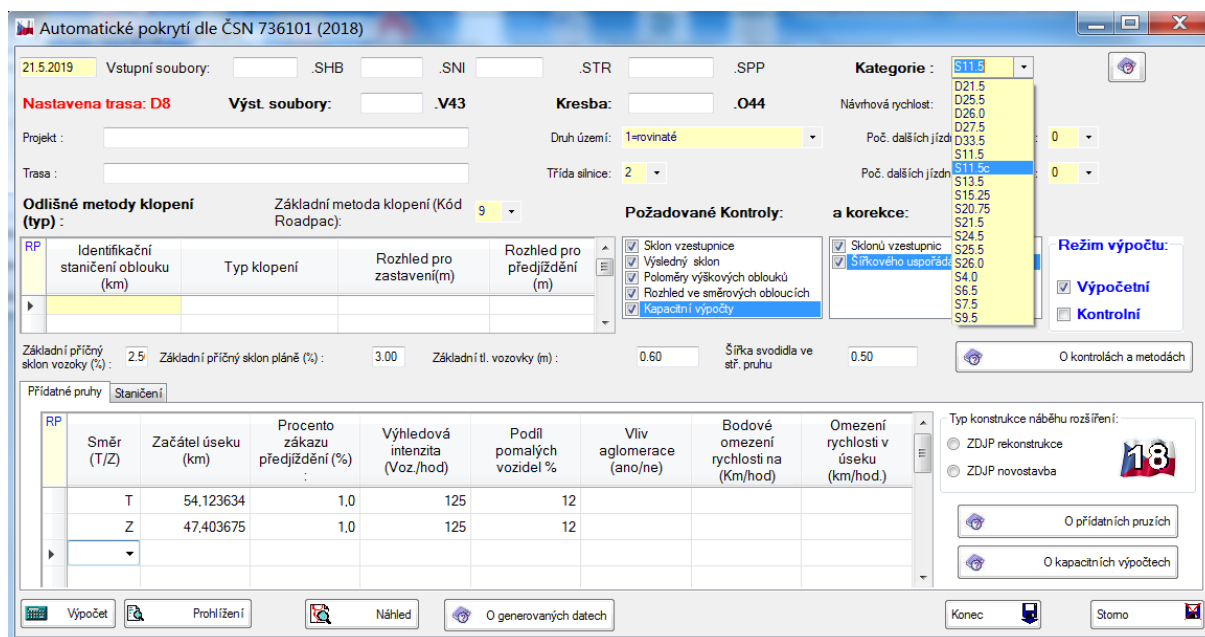 Automatické pokrytí dle ČSN 736101 (2018)
21.5.2019 Vstupní soubory: .SHB .SNI .STR .SPP Kategorie : S11.5
Nastavena trasa: D8 Výst. soubory: .V43 Kresba: .O44 Návrhová rychlost:
D21.5
D25.5
D26.0
D27.5
D33.5
S11.5
S11.5c
S13.5
S15.25
S20.75
S21.5
S24.5
S25.5
S26.0
S4.0
S6.5
S7.5
S9.5
Projekt : Druh území: 1=rovinaté Poč. dalších jízdn : 0
Trasa : Třída silnice: 2 Poč. dalších jízdn : 0
Odlišné metody klopení
(typ) :
Základní metoda klopení (Kód
Roadpac): 9
Požadované Kontroly: a korekce:
RP
Identifikační
staničení oblouku
(km)
Typ klopení
Rozhled pro
zastavení(m)
Rozhled pro
předjíždění
(m)
Sklon vzestupnice
Výsledný sklon
Poloměry výškových oblouků
Rozhled ve směrových obloucích
Kapacitní výpočty
Sklonů vzestupnic
Šířkového uspořáda
Režim výpočtu:
Výpočetní
Kontrolní
Základní příčný
sklon vozoky (%) : 2.5 Základní příčný sklon pláně (%) : 3.00 Základní tl. vozovky (m) : 0.60
Šířka svodidla ve
stř. pruhu 0.50
O kontrolách a metodách
Přídatné pruhy Staničení
RP
Směr
(T/Z)
Začátel úseku
(km)
Procento
zákazu
předjíždění (%)
:
Výhledová
intenzita
(Voz./hod)
Podíl
pomalých
vozidel %
Vliv
aglomerace
(ano/ne)
Bodové
omezení
rychlosti na
(Km/hod)
Omezení
rychlosti v
úseku
(km/hod.)
T 54,123634 1,0 125 12
Z 47,403675 1,0 125 12
Typ konstrukce náběhu rozšíření:
ZDJP rekonstrukce
ZDJP novostavba
18
O přídatních pruzích
O kapacitních výpočtech
Výpočet Prohlížení Náhled O generovaných datech Konec Storno